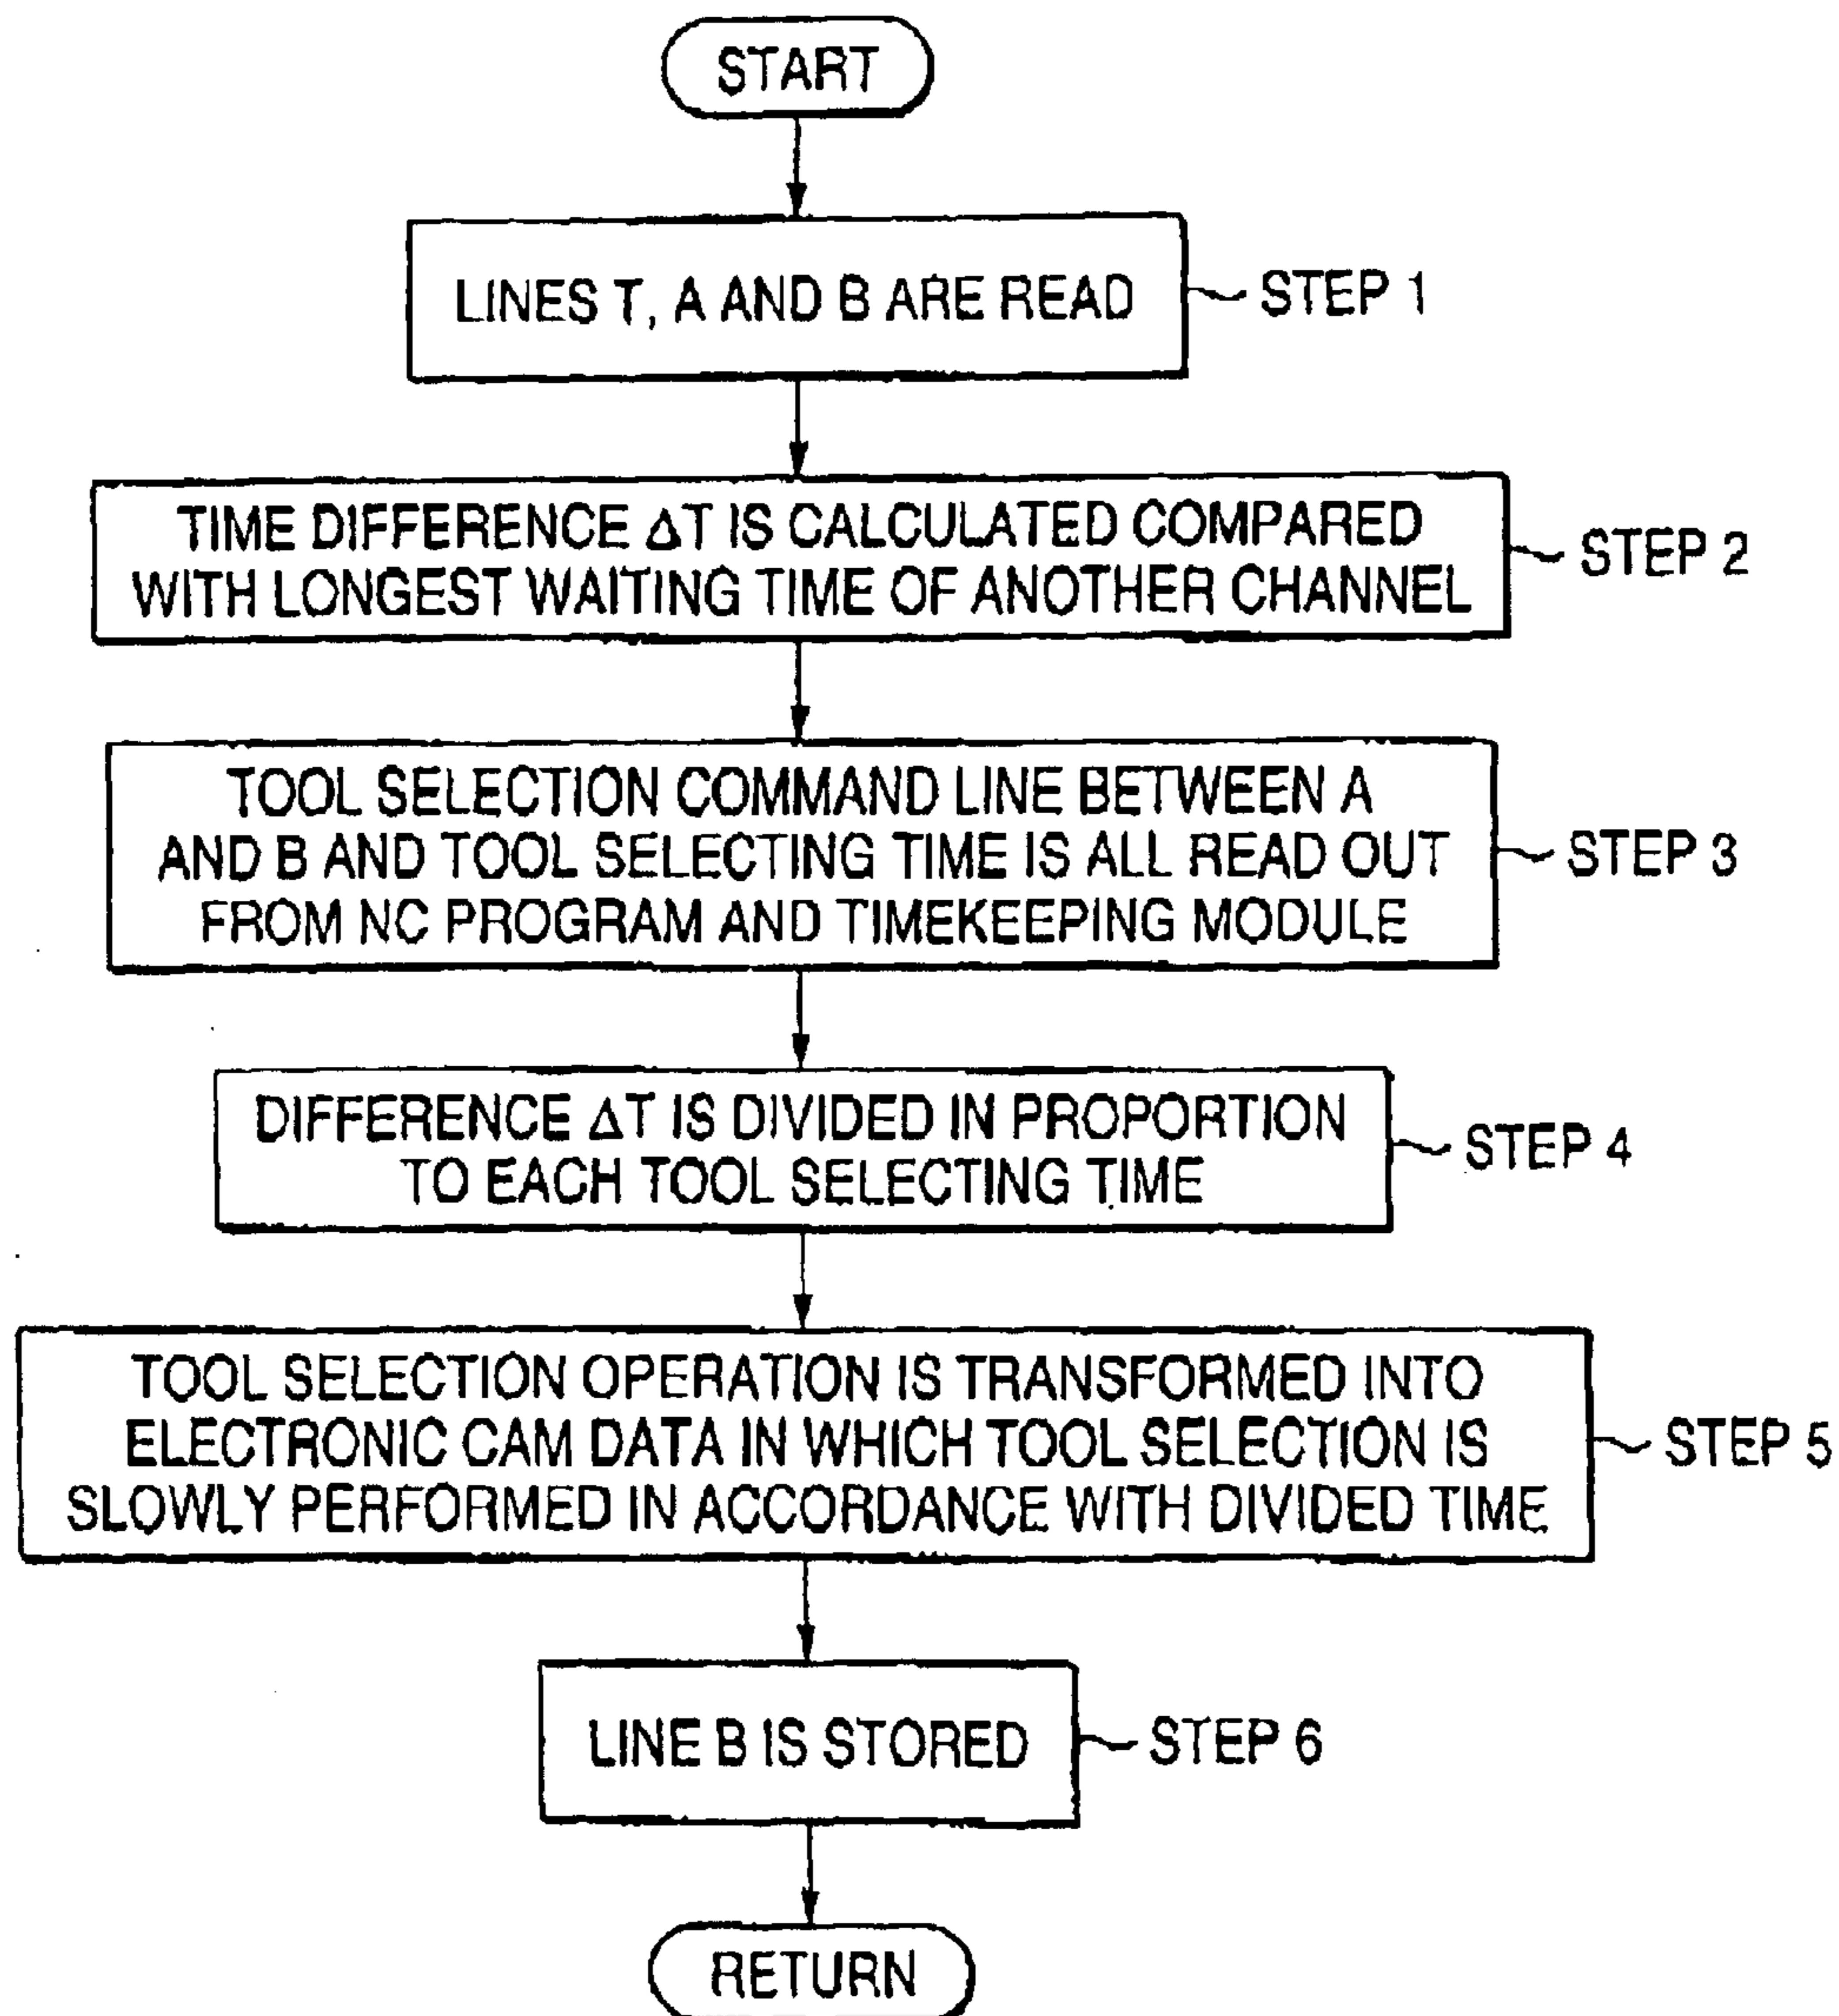 START
LINES T, A AND B ARE READ
STEP 1
TIME DIFFERENCE ΔT IS CALCULATED COMPARED
WITH LONGEST WAITING TIME OF ANOTHER CHANNEL
STEP 2
TOOL SELECTION COMMAND LINE BETWEEN A
AND B AND TOOL SELECTING TIME IS ALL READ OUT
FROM NC PROGRAM AND TIMEKEEPING MODULE
STEP 3
DIFFERENCE ΔT IS DIVIDED IN PROPORTION
TO EACH TOOL SELECTING TIME
STEP 4
TOOL SELECTION OPERATION IS TRANSFORMED INTO
ELECTRONIC CAM DATA IN WHICH TOOL SELECTION IS
SLOWLY PERFORMED IN ACCORDANCE WITH DIVIDED TIME
STEP 5
LINE B IS STORED
STEP 6
RETURN